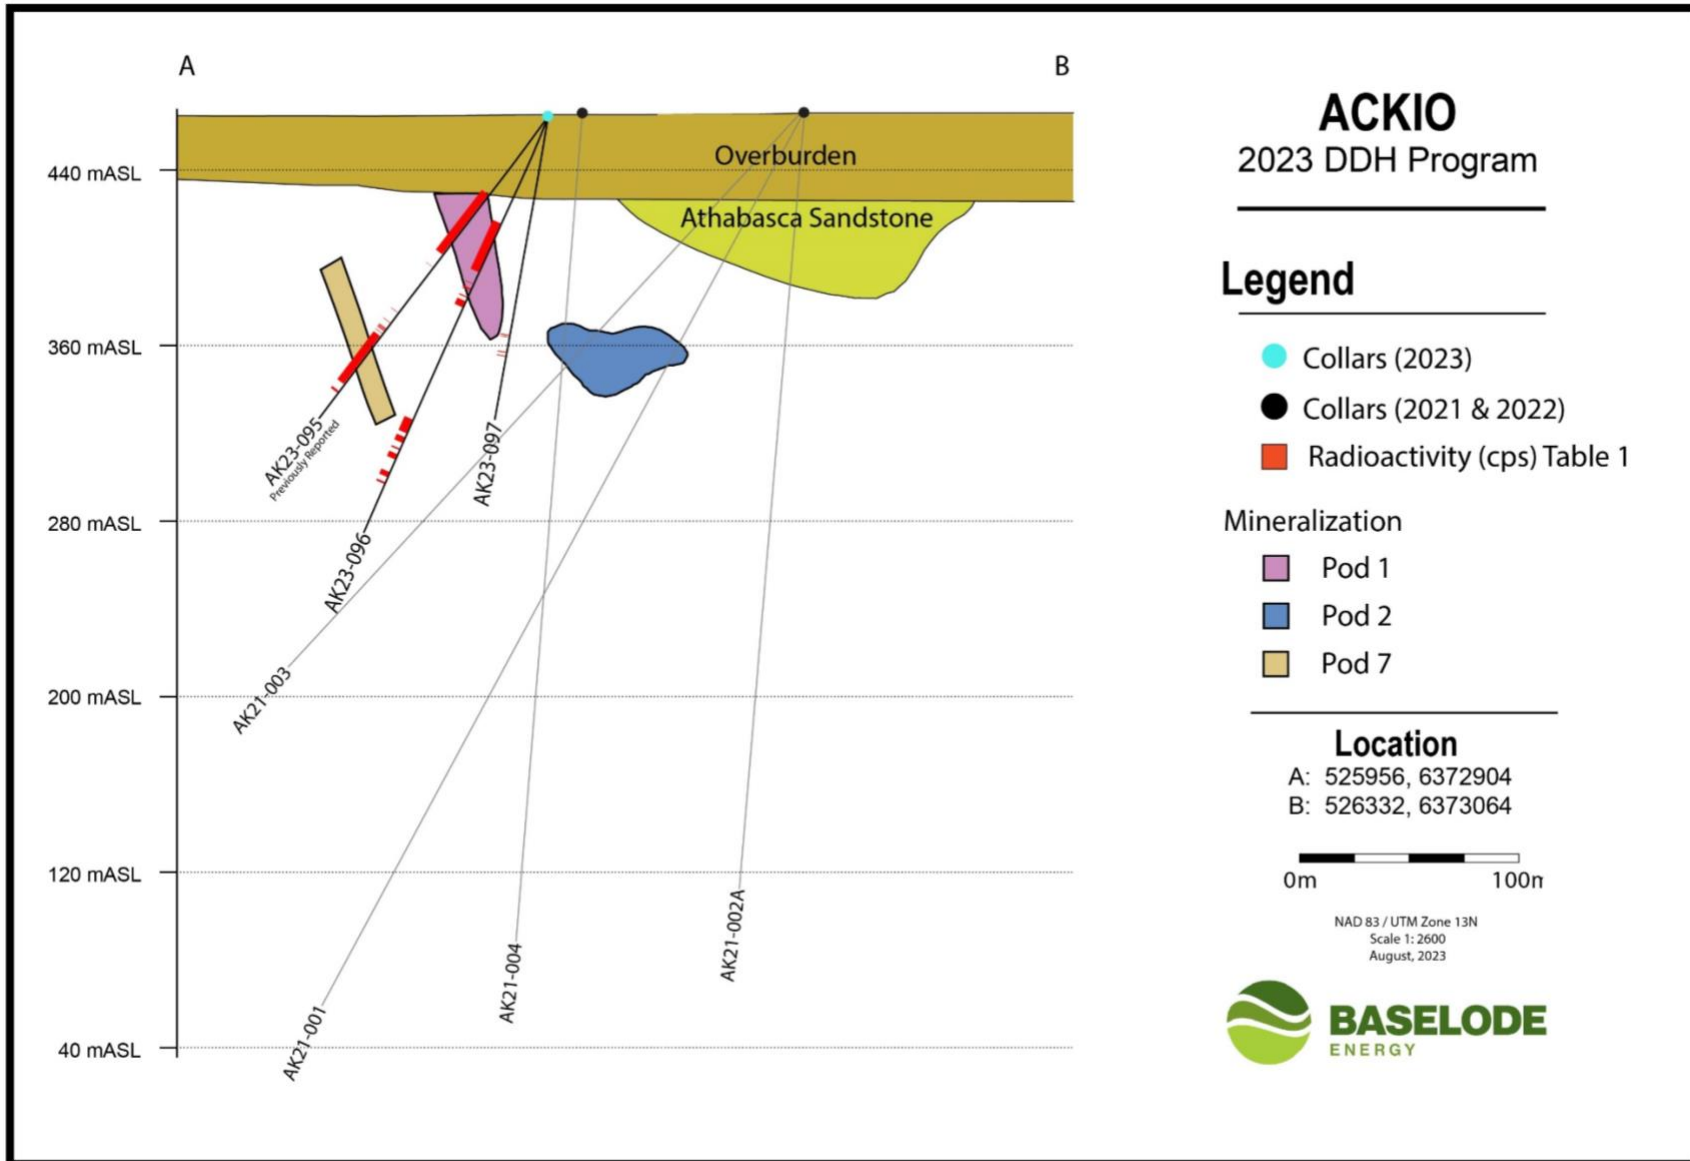 A
B
Overburden
440 mASL
Athabasca Sandstone
360 mASL
AK23-095
Previously Reported
AK23-097
280 mASL
AK23-096
200 mASL
AK21-003
120 mASL
AK21-002A
AK21-004
AK21-001
40 mASL
ACKIO
2023 DDH Program
Legend
Collars (2023)
Collars (2021 & 2022)
Radioactivity (cps) Table 1
Mineralization
Pod 1
Pod 2
Pod 7
Location
A: 525956, 6372904
B: 526332, 6373064
0m 100m
NAD 83 / UTM Zone 13N
Scale 1: 2600
August, 2023
BASELODE
ENERGY